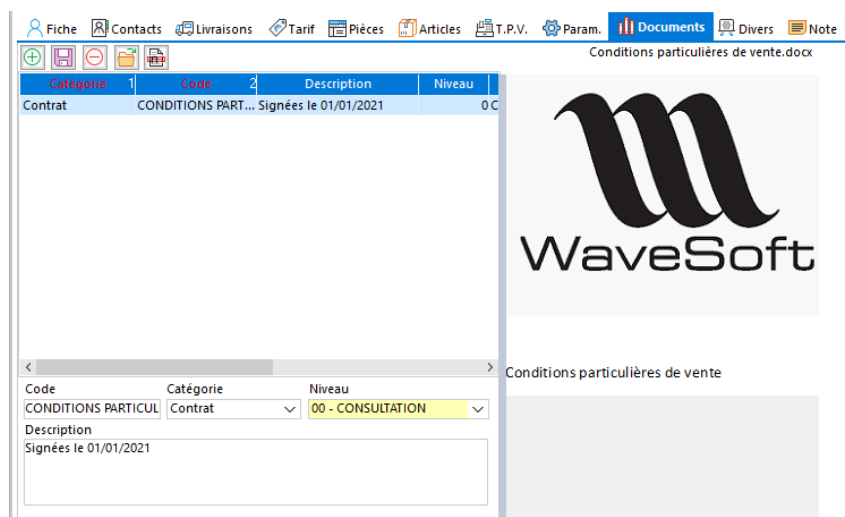 Fiche Contacts Livraisons Tarif Pièces Articles T.P.V. Param. Documents Divers Note
Conditions particulières de vente.docx
Catégorie 1 Code 2 Description Niveau
Contrat CONDITIONS PART... Signées le 01/01/2021 0 C
WaveSoft
Conditions particulières de vente
Code Catégorie Niveau
CONDITIONS PARTICUL Contrat 00 - CONSULTATION
Description
Signées le 01/01/2021